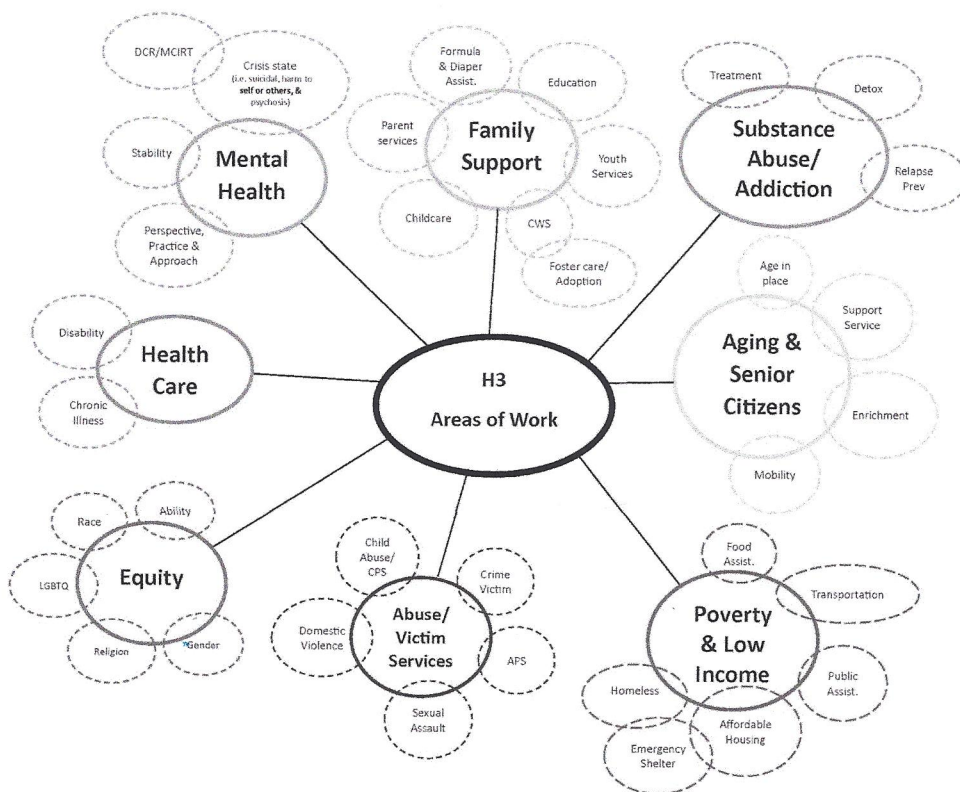 DCR/MCIRT
Crisis state
(i.e. suicidal, harm to
self or others, &
psychosis)
Stability
Mental
Health
Perspective,
Practice &
Approach
Formula
& Diaper
Assist.
Education
Parent
services
Family
Support
Youth
Services
Childcare
CWS
Foster care/
Adoption
Treatment
Detox
Substance
Abuse/
Addiction
Relapse
Prev
Disability
Health
Care
Chronic
Illness
H3
Areas of Work
Age in
place
Support
Service
Aging &
Senior
Citizens
Enrichment
Mobility
Race
Ability
LGBTQ
Equity
Religion
Gender
Child
Abuse/
CPS
Crime
Victim
Domestic
Violence
Abuse/
Victim
Services
APS
Sexual
Assault
Food
Assist.
Transportation
Poverty
& Low
Income
Public
Assist.
Homeless
Affordable
Housing
Emergency
Shelter